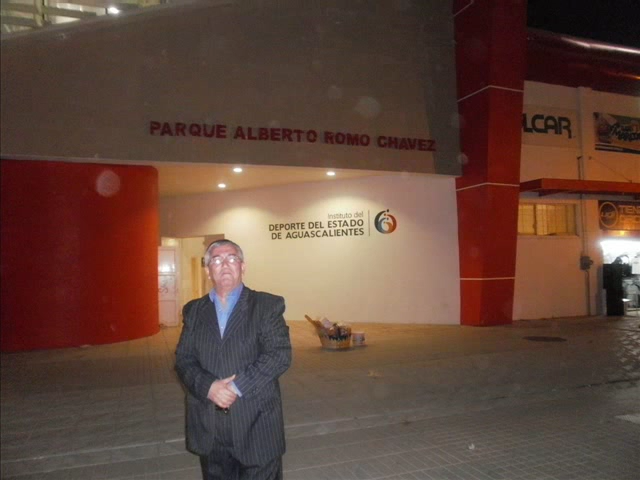 PARQUE ALBERTO ROMO CHAVEZ
Instituto del
DEPORTE DEL ESTADO
DE AGUASCALIENTES
LCAR